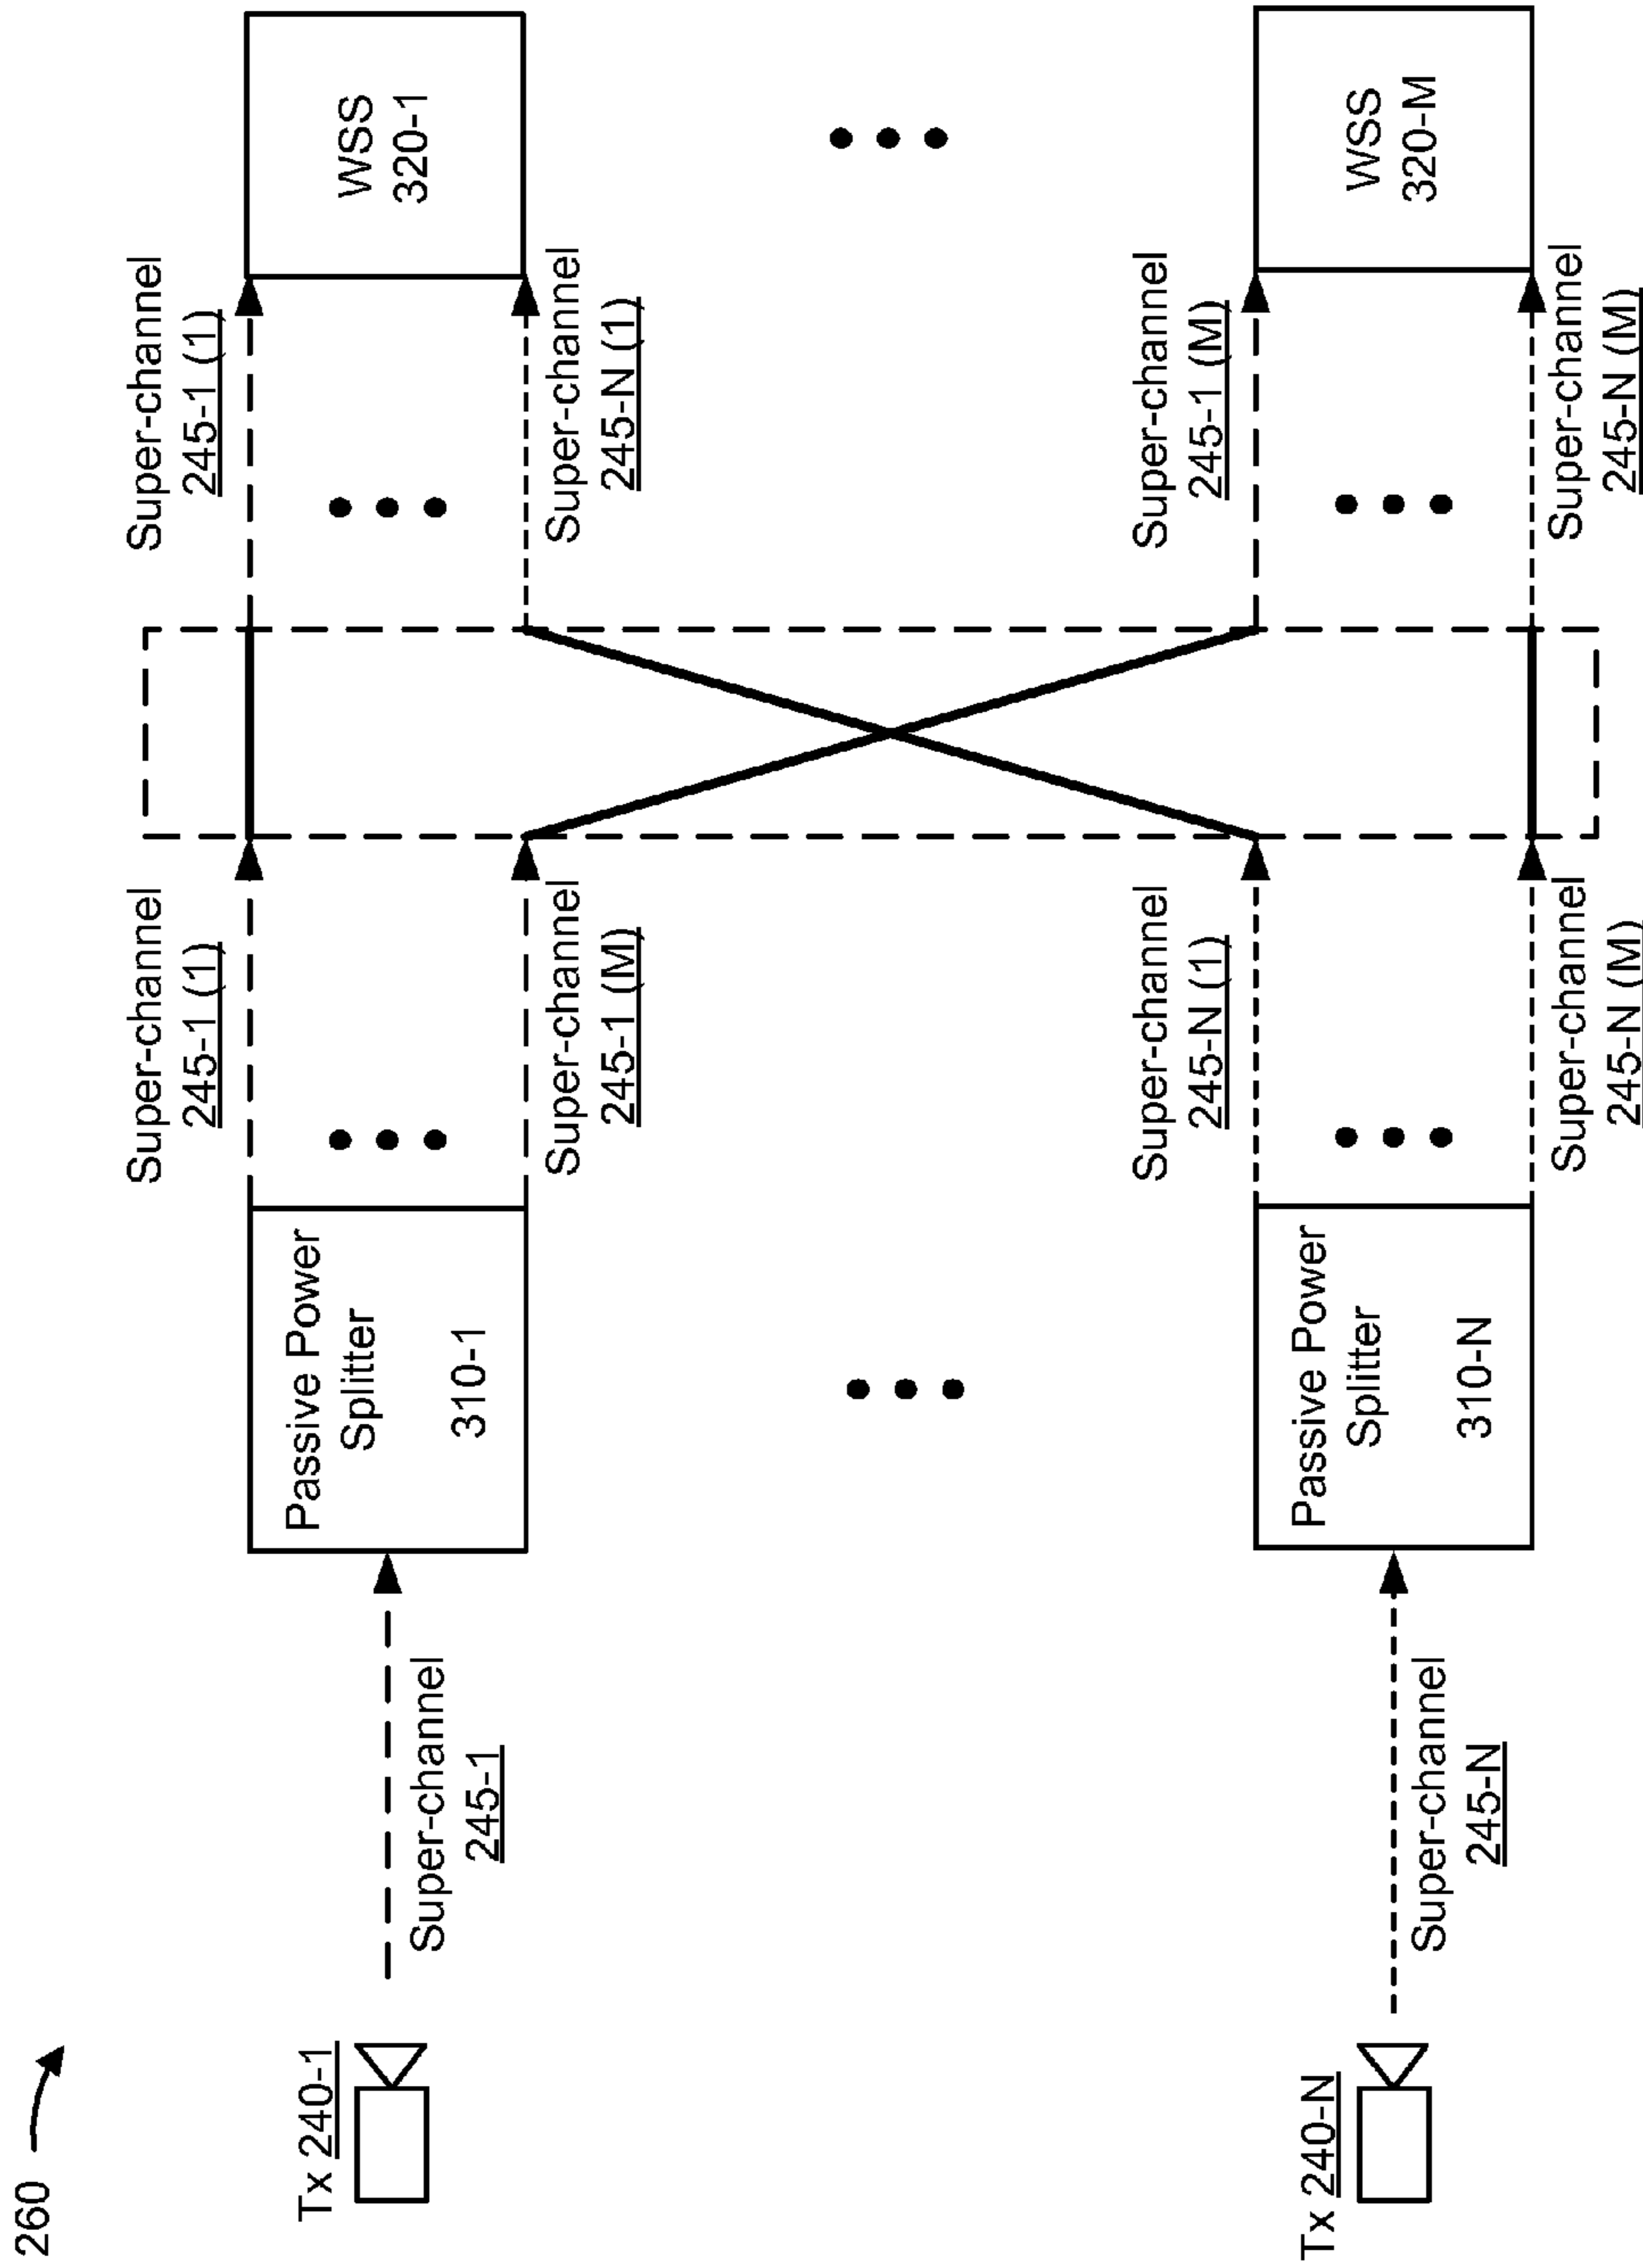 260
Tx 240-1
Super-channel
245-1
Passive Power
Splitter
310-1
Super-channel
245-1 (1)
Super-channel
245-1 (M)
Super-channel
245-1 (1)
Super-channel
245-N (1)
WSS
320-1
Tx 240-N
Super-channel
245-N
Passive Power
Splitter
310-N
Super-channel
245-N (1)
Super-channel
245-N (M)
Super-channel
245-1 (M)
Super-channel
245-N (M)
WSS
320-M